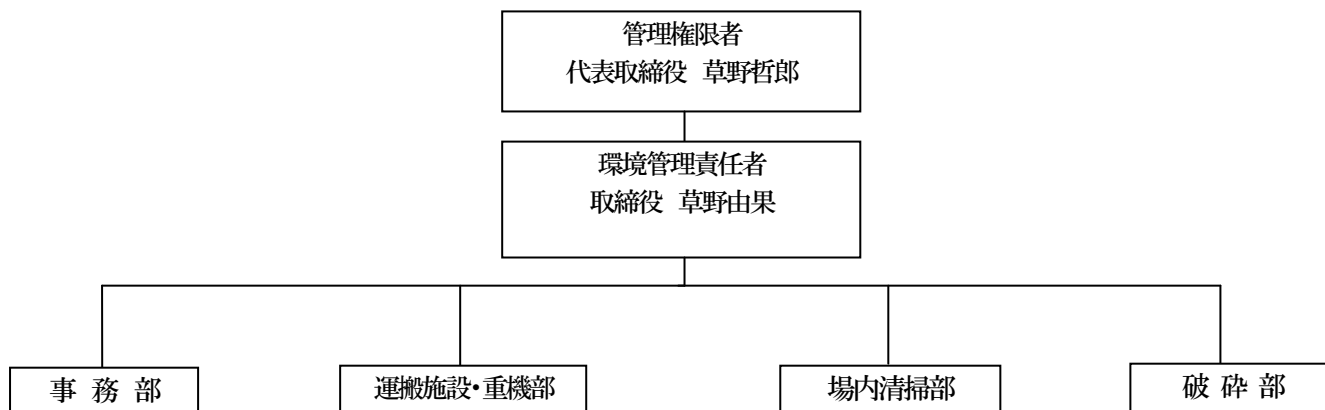 管理権限者
代表取締役 草野哲郎
環境管理責任者
取締役 草野由果
事 務 部
運搬施設・重機部
場内清掃部
破 砕 部